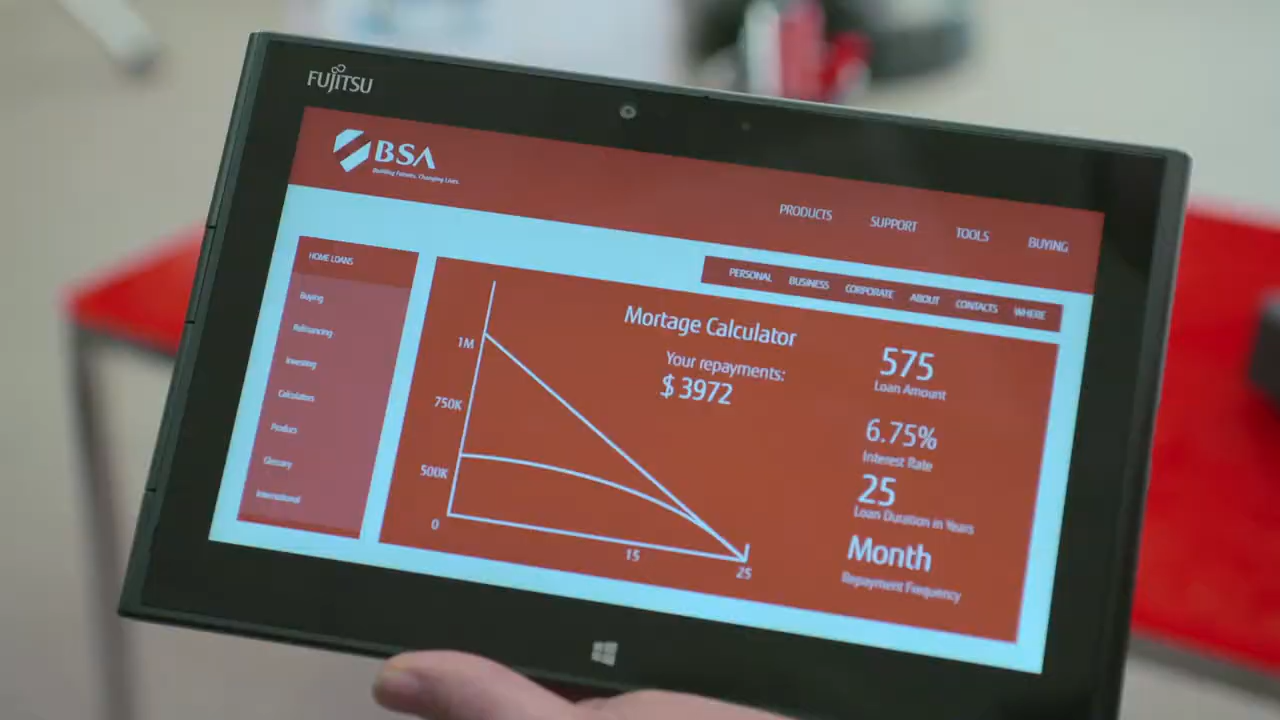 FUJITSU
BSA
Building Futures. Changing Lives.
PRODUCTS SUPPORT TOOLS BUYING
PERSONAL BUSINESS CORPORATE ABOUT CONTACTS WHERE
HOME LOANS
Buying
Refinancing
Investing
Calculators
Product
Glossary
International
Mortage Calculator
Your repayments:
$ 3972
1M
750K
500K
0
15
25
575
Loan Amount
6.75%
Interest Rate
25
Loan Duration in Years
Month
Repayment Frequency